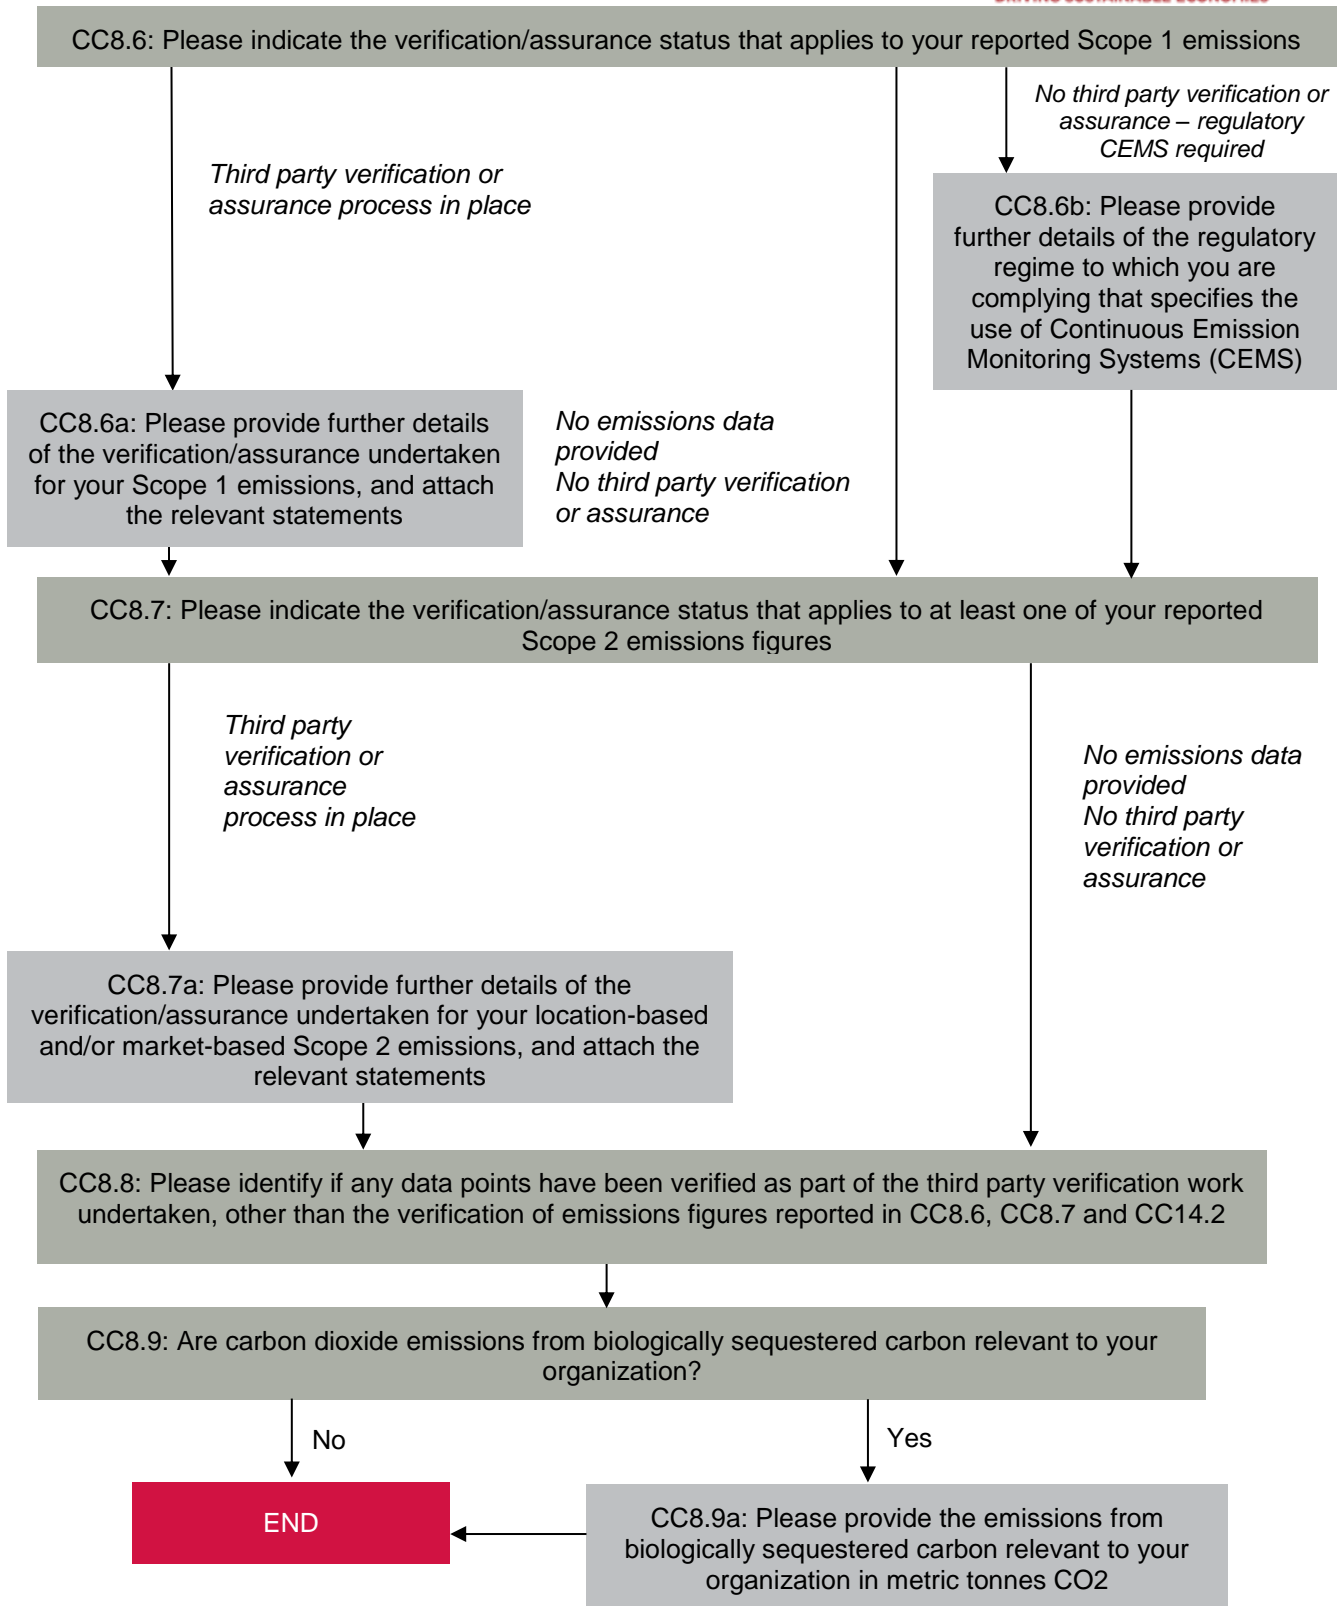 CC8.6: Please indicate the verification/assurance status that applies to your reported Scope 1 emissions
No third party verification or
assurance – regulatory
CEMS required
Third party verification or
assurance process in place
CC8.6b: Please provide
further details of the regulatory
regime to which you are
complying that specifies the
use of Continuous Emission
Monitoring Systems (CEMS)
CC8.6a: Please provide further details
of the verification/assurance undertaken
for your Scope 1 emissions, and attach
the relevant statements
No emissions data
provided
No third party verification
or assurance
CC8.7: Please indicate the verification/assurance status that applies to at least one of your reported
Scope 2 emissions figures
Third party
verification or
assurance
process in place
No emissions data
provided
No third party
verification or
assurance
CC8.7a: Please provide further details of the
verification/assurance undertaken for your location-based
and/or market-based Scope 2 emissions, and attach the
relevant statements
CC8.8: Please identify if any data points have been verified as part of the third party verification work
undertaken, other than the verification of emissions figures reported in CC8.6, CC8.7 and CC14.2
CC8.9: Are carbon dioxide emissions from biologically sequestered carbon relevant to your
organization?
No
Yes
END
CC8.9a: Please provide the emissions from
biologically sequestered carbon relevant to your
organization in metric tonnes CO2